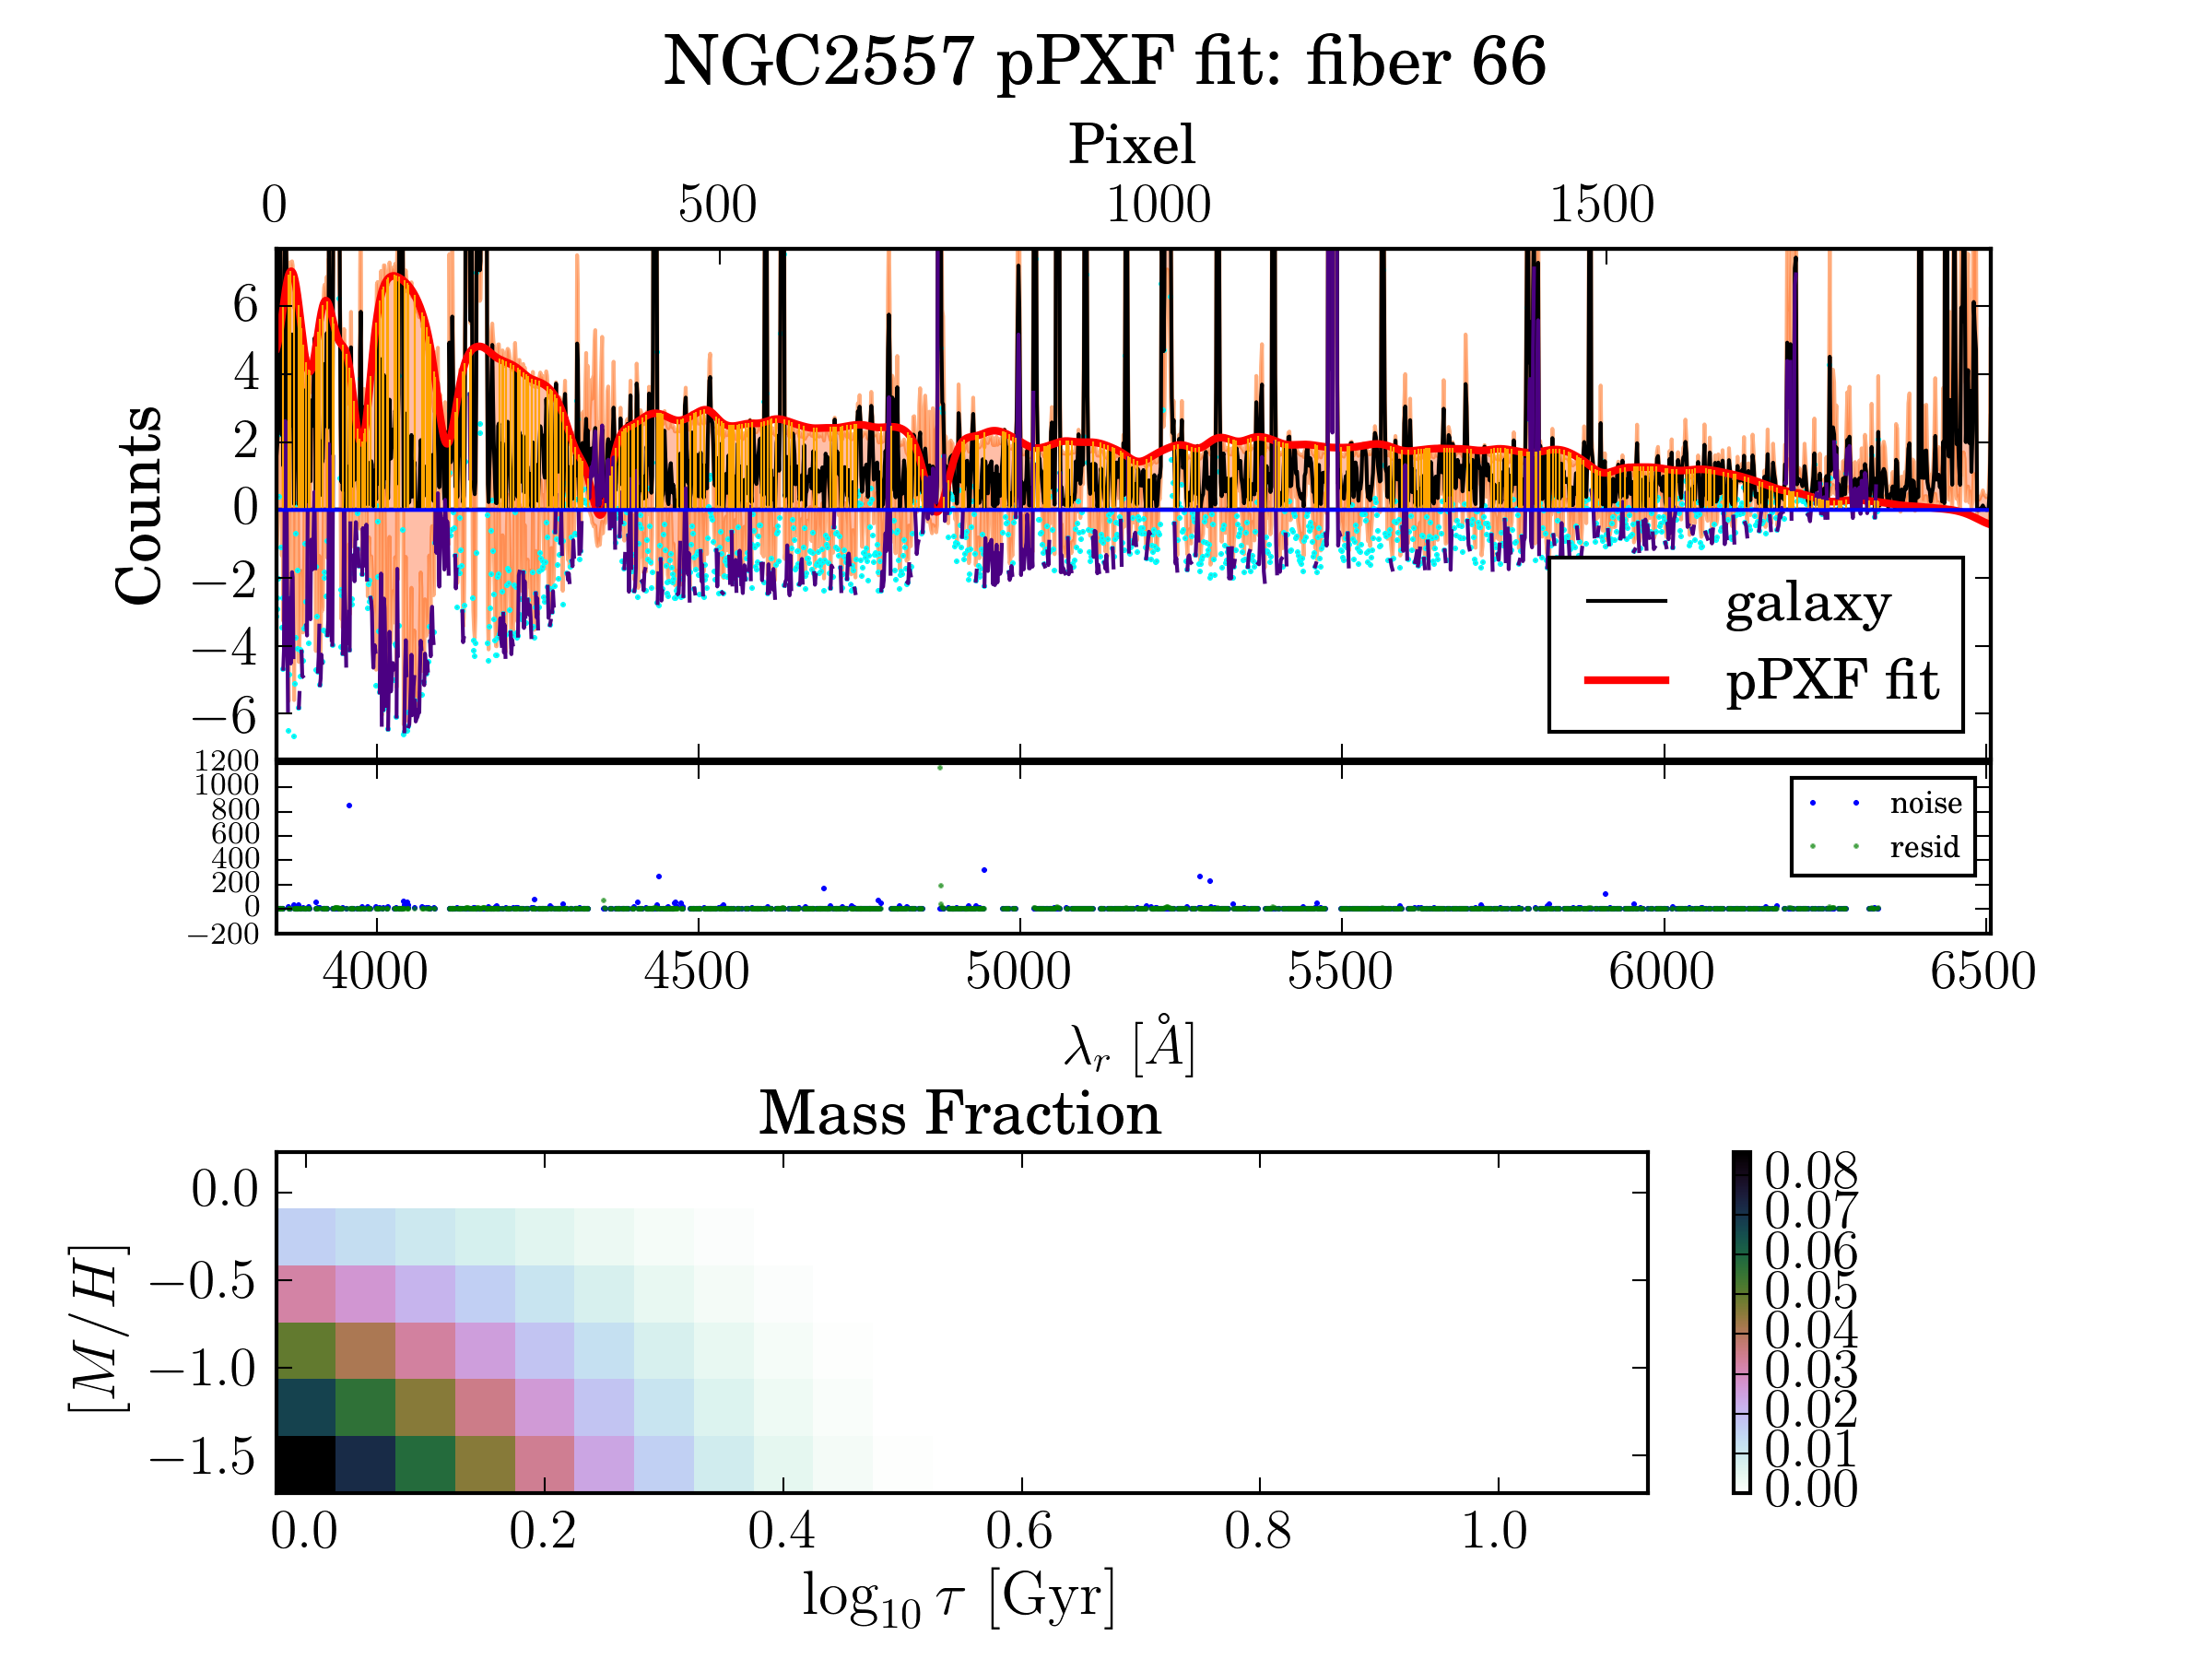 NGC2557 pPXF fit: fiber 66
Pixel
0 500 1000 1500
6
4
2
0
−2
−4
−6
Counts
galaxy
pPXF fit
1200
1000
800
600
400
200
0
−200
noise
resid
4000 4500 5000 5500 6000 6500
λr [Å]
Mass Fraction
0.0
−0.5
−1.0
−1.5
[M/H]
0.08
0.07
0.06
0.05
0.04
0.03
0.02
0.01
0.00
0.0 0.2 0.4 0.6 0.8 1.0
log10 τ [Gyr]